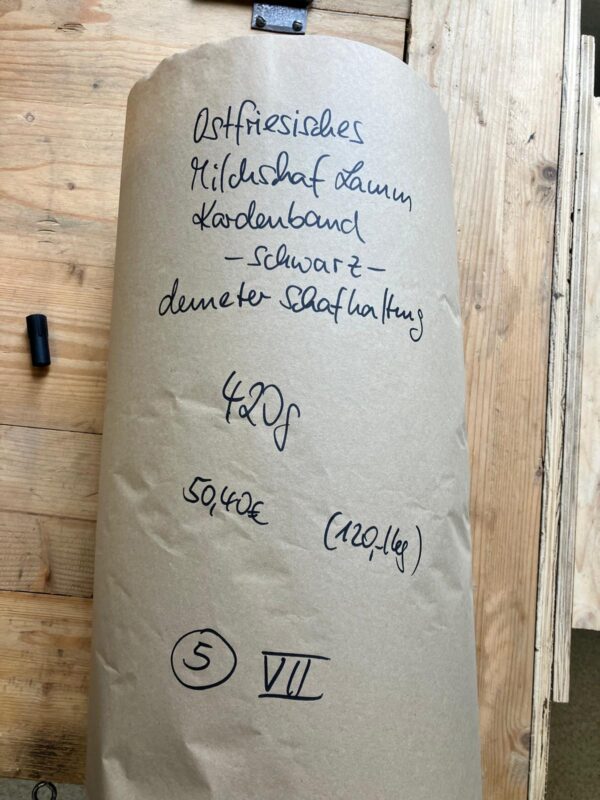 Ostfriesisches
Milchschaf Lamm
Kardenband
- schwarz -
demeter Schafhaltung
420g
50,40€ (120,-/kg)
5 VII